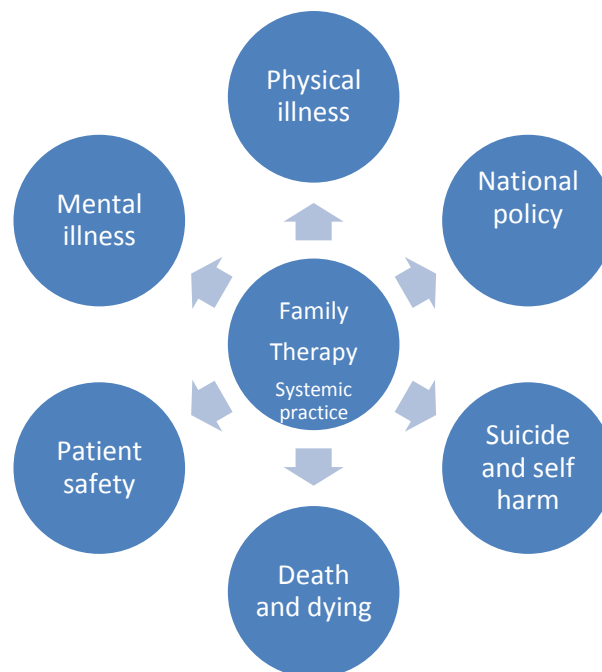 Physical
illness
National
policy
Mental
illness
Family
Therapy
Systemic
practice
Suicide
and self
harm
Patient
safety
Death
and dying